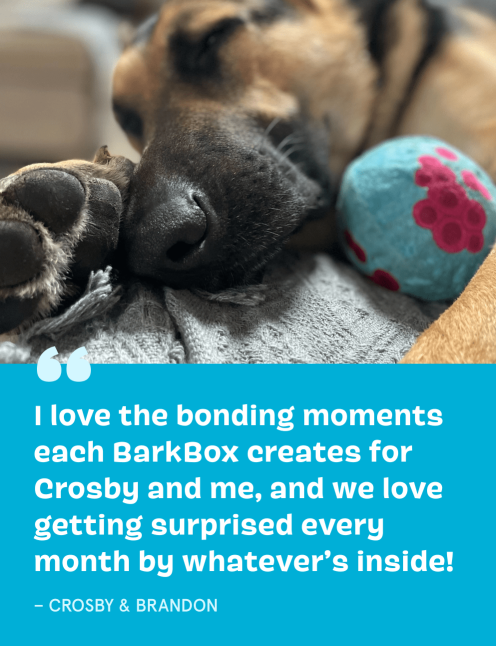 I love the bonding moments
each BarkBox creates for
Crosby and me, and we love
getting surprised every
month by whatever’s inside!
– CROSBY & BRANDON